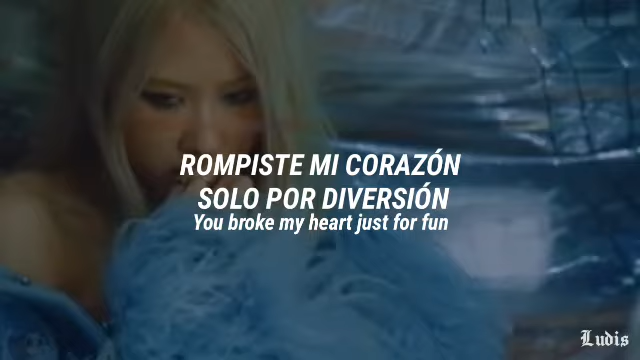 ROMPISTE MI CORAZÓN
SOLO POR DIVERSIÓN
You broke my heart just for fun
Ludis